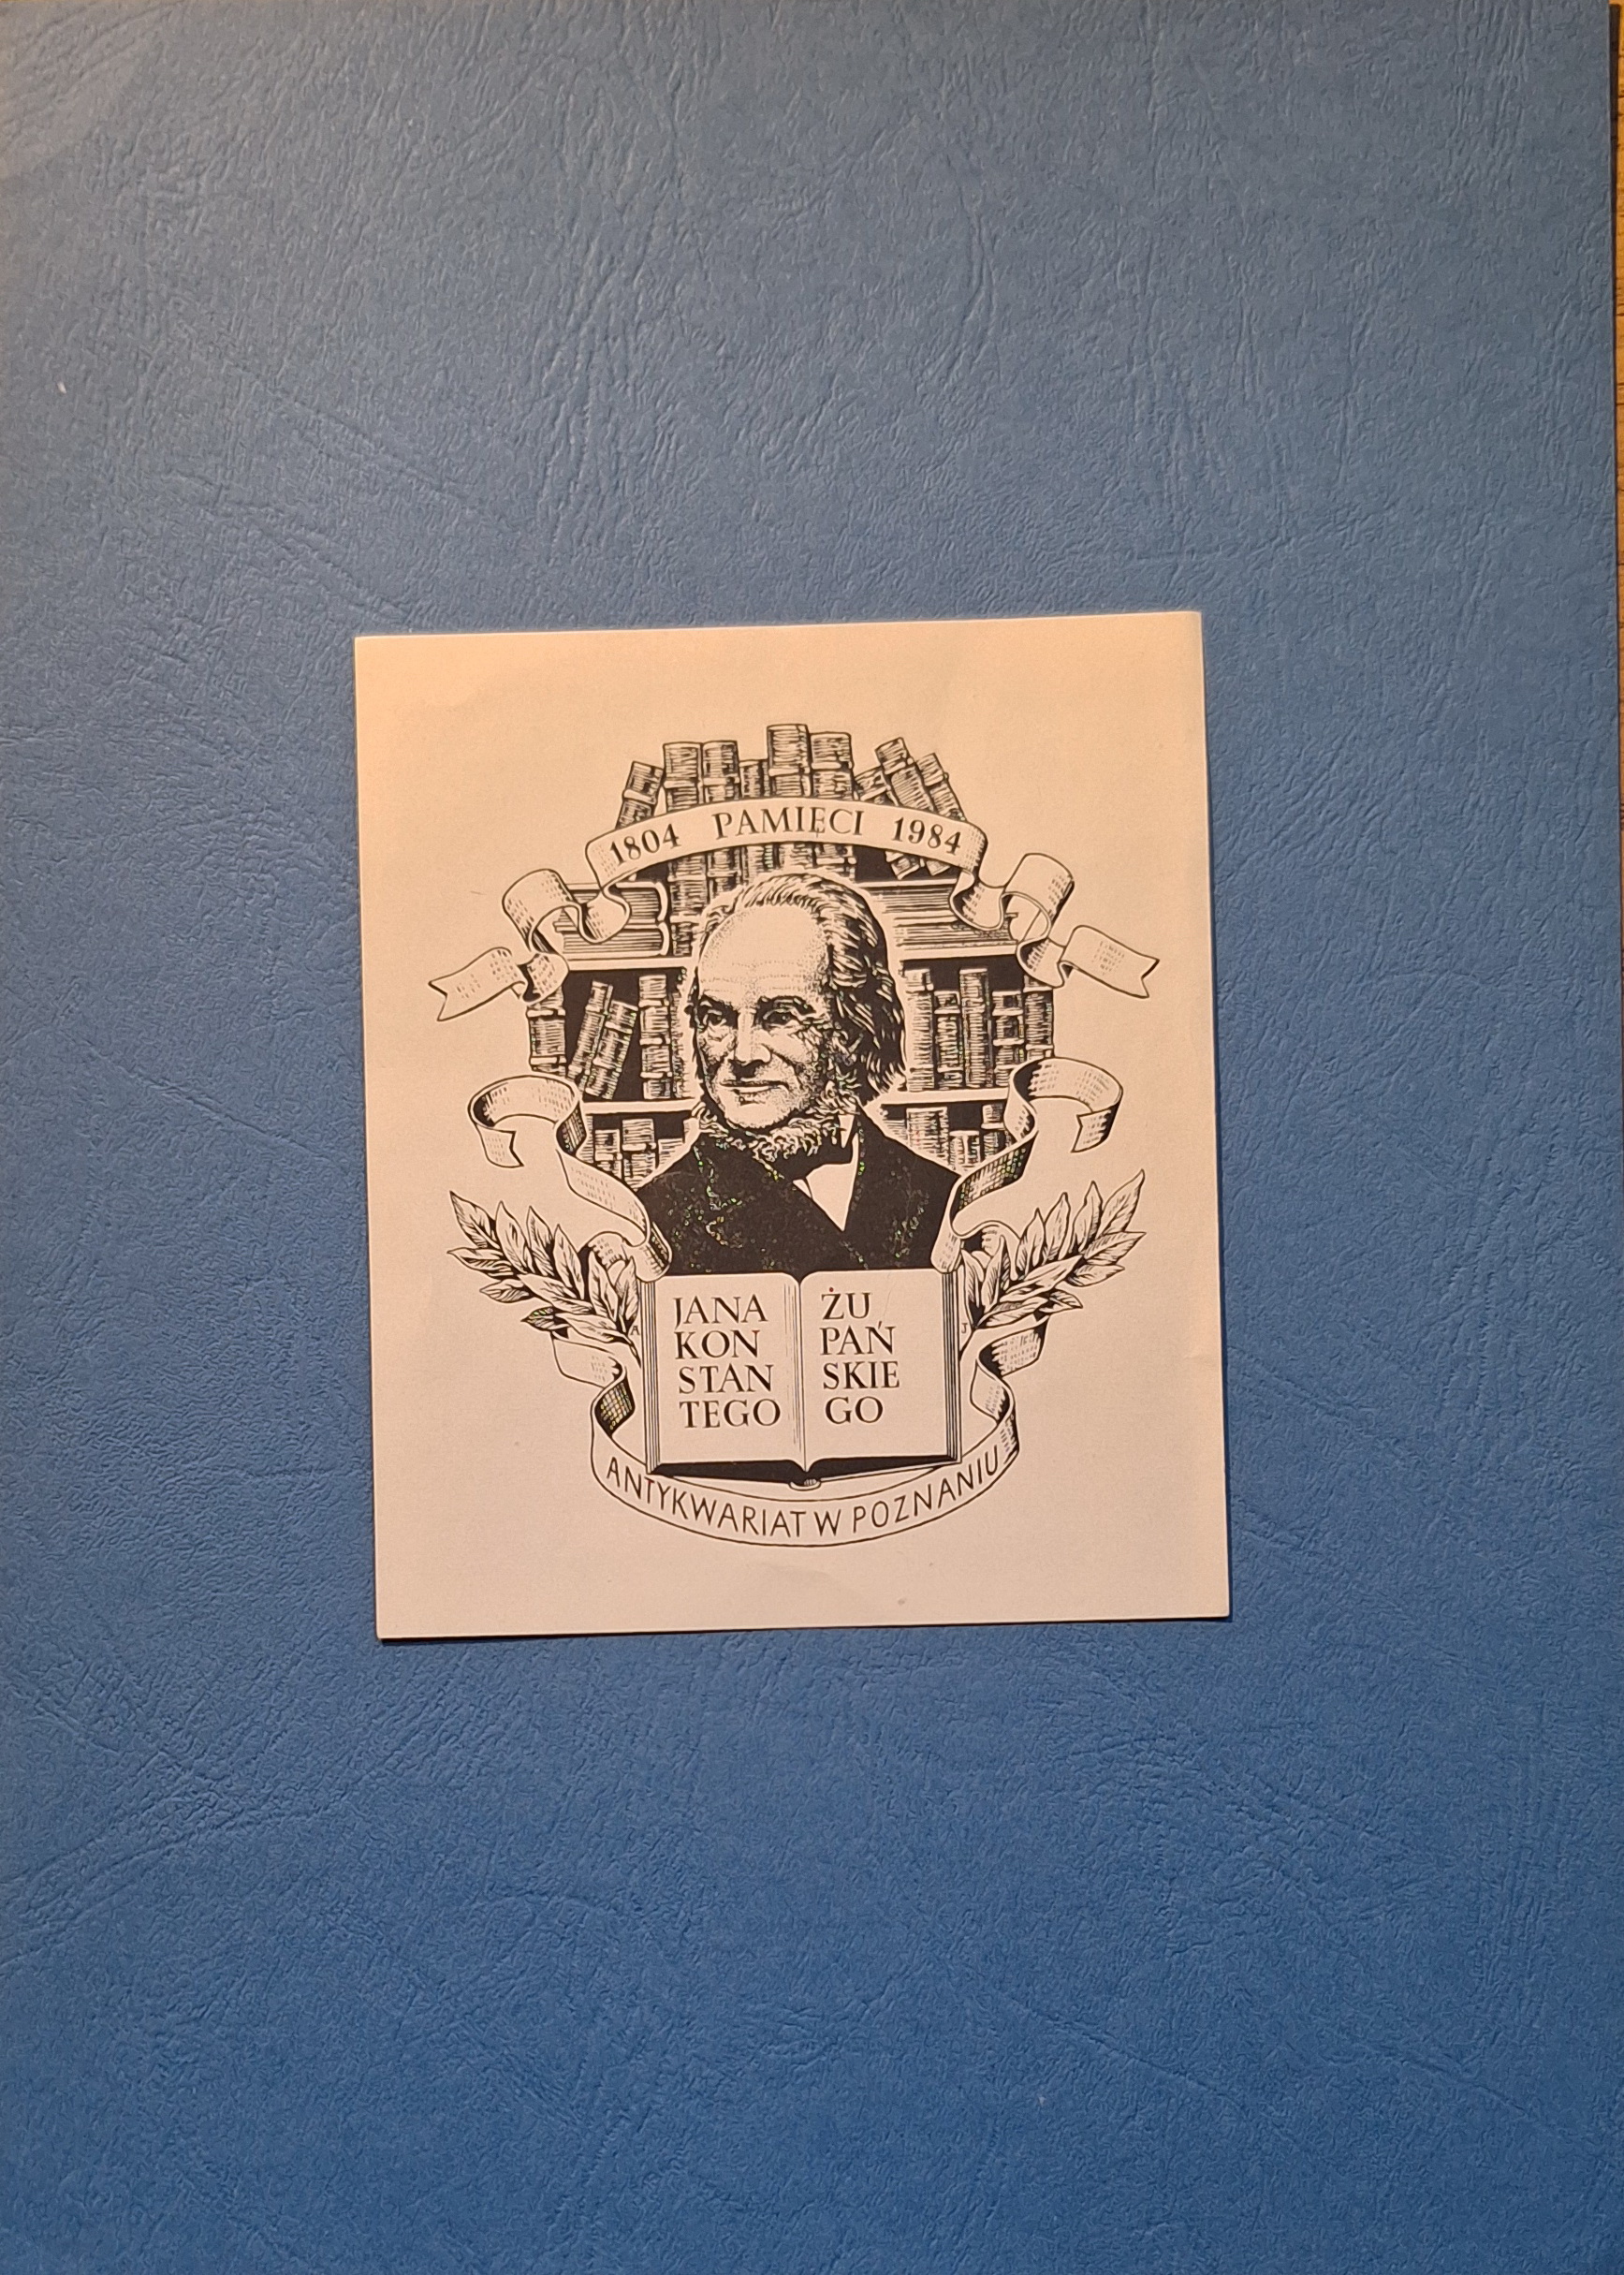 1804 PAMIĘCI 1984
JANA
KON
STAN
TEGO
ŻU
PAŃ
SKIE
GO
A
J
ANTYKWARIAT W POZNANIU